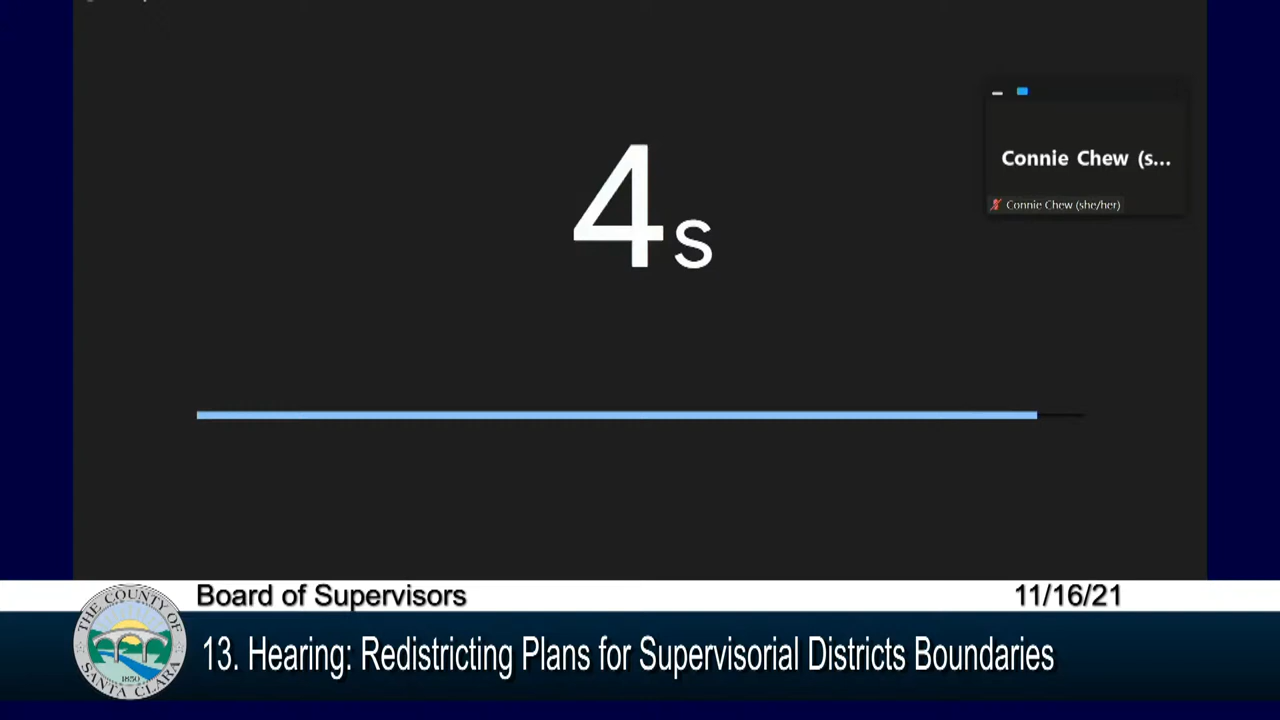 4s
Connie Chew (s...
Connie Chew (she/her)
Board of Supervisors
11/16/21
13. Hearing: Redistricting Plans for Supervisorial Districts Boundaries
THE COUNTY OF
SANTA CLARA
1850